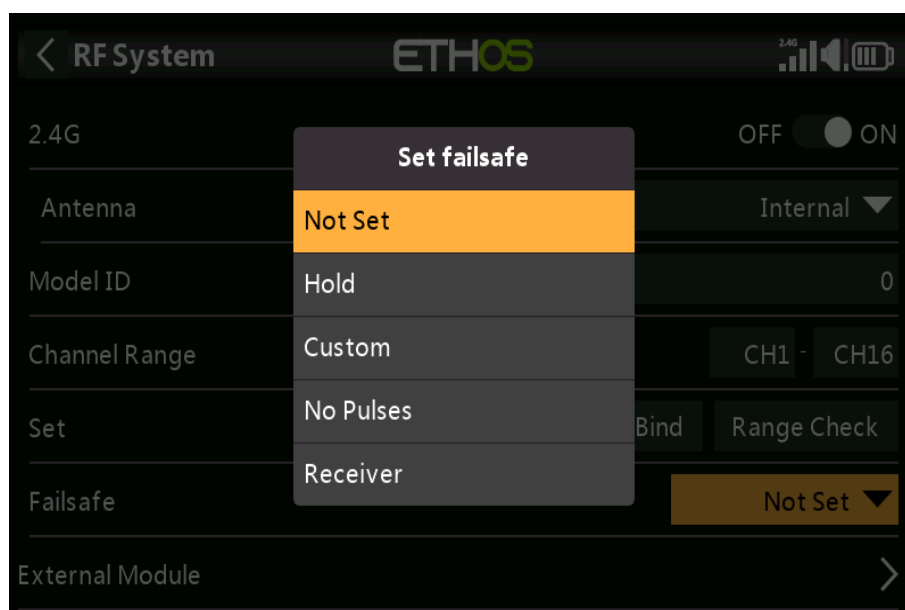 RF System ETHOS 2.4G
2.4G OFF ON
Set failsafe
Antenna Internal
Not Set
Model ID 0
Hold
Channel Range CH1 - CH16
Custom
Set Bind Range Check
No Pulses
Receiver
Failsafe Not Set
External Module